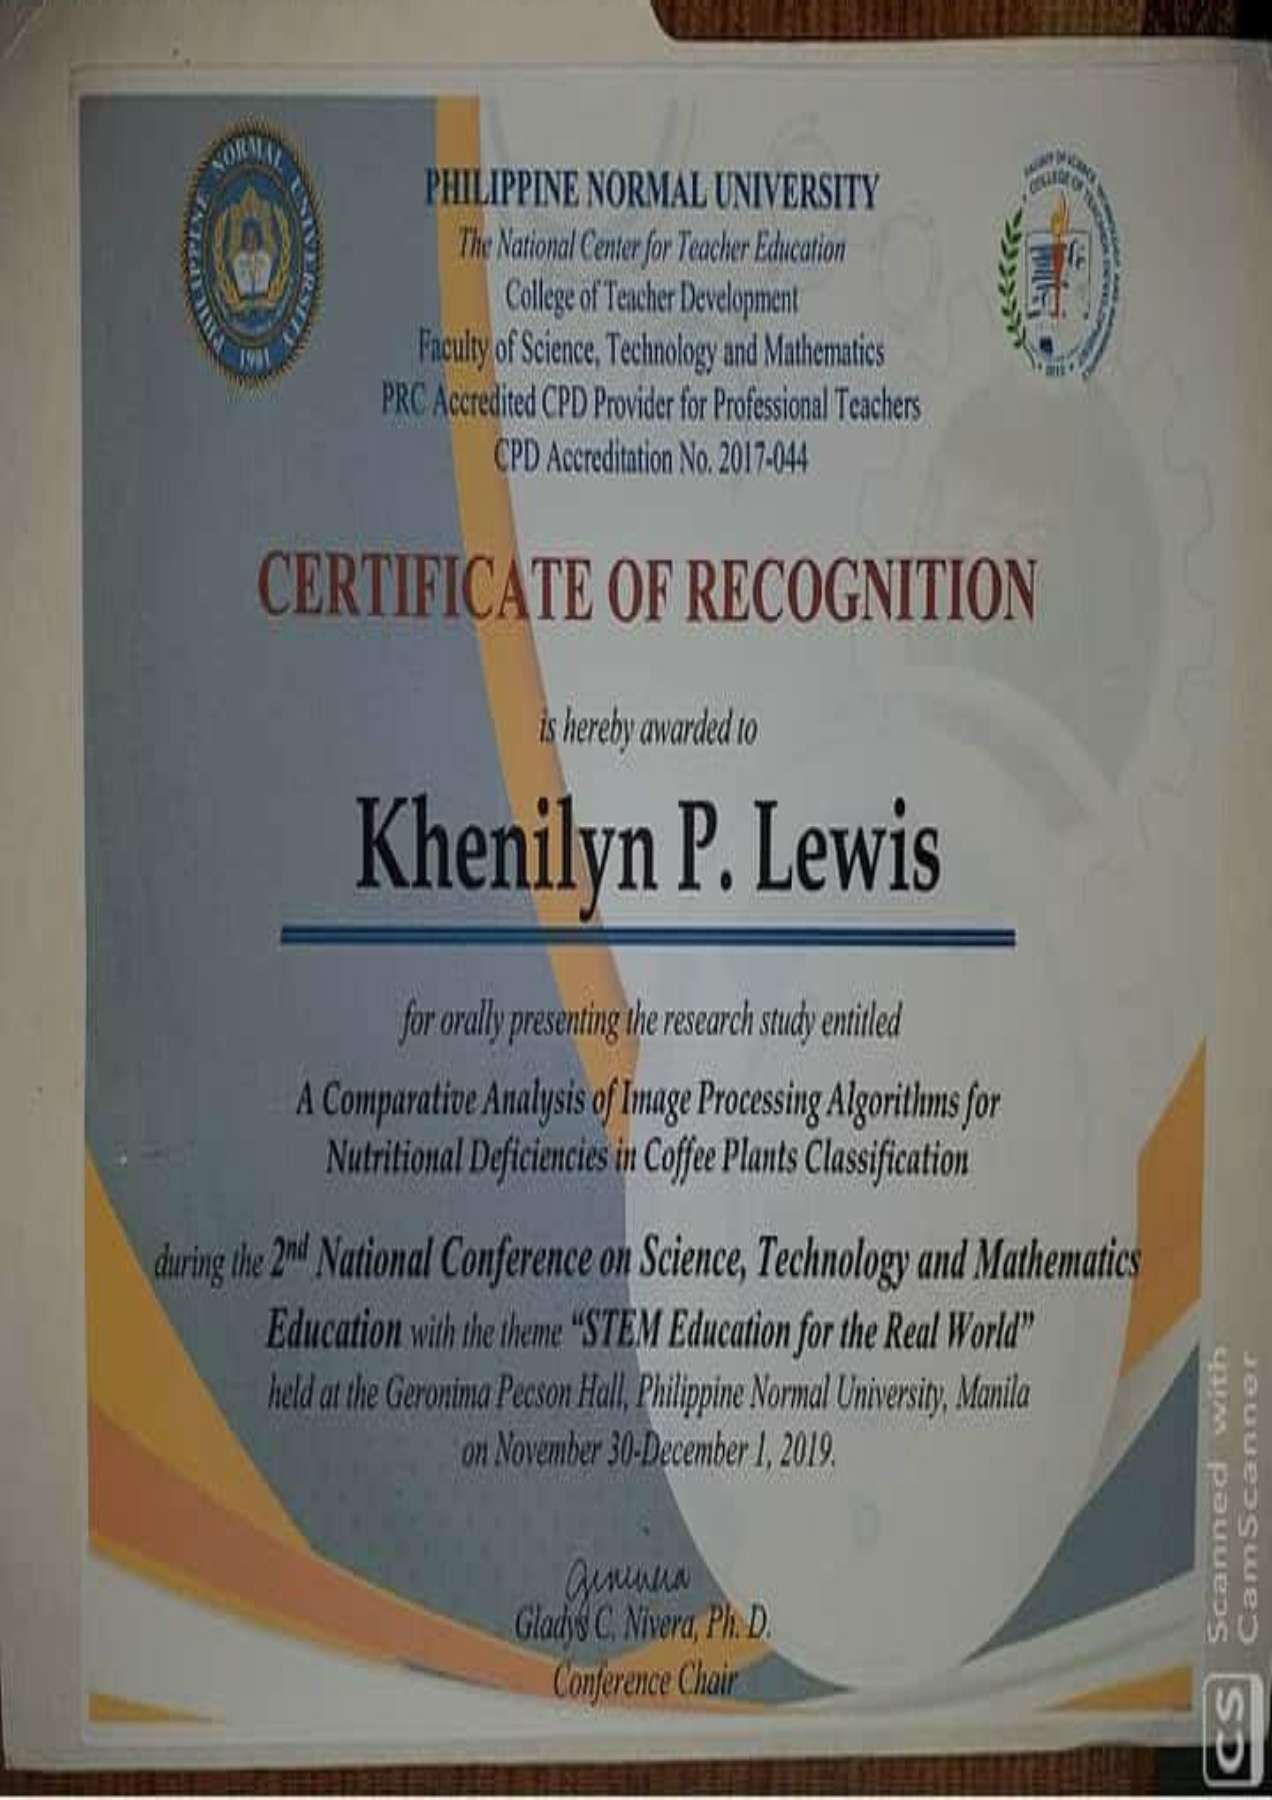 PHILIPPINE NORMAL UNIVERSITY
1901
PHILIPPINE NORMAL UNIVERSITY
The National Center for Teacher Education
College of Teacher Development
Faculty of Science, Technology and Mathematics
PRC Accredited CPD Provider for Professional Teachers
CPD Accreditation No. 2017-044
CERTIFICATE OF RECOGNITION
is hereby awarded to
Khenilyn P. Lewis
for orally presenting the research study entitled
A Comparative Analysis of Image Processing Algorithms for
Nutritional Deficiencies in Coffee Plants Classification
during the 2nd National Conference on Science, Technology and Mathematics
Education with the theme “STEM Education for the Real World”
held at the Geronima Pecson Hall, Philippine Normal University, Manila
on November 30-December 1, 2019.
Gladys C. Nivera, Ph. D.
Conference Chair
CS
Scanned with
CamScanner